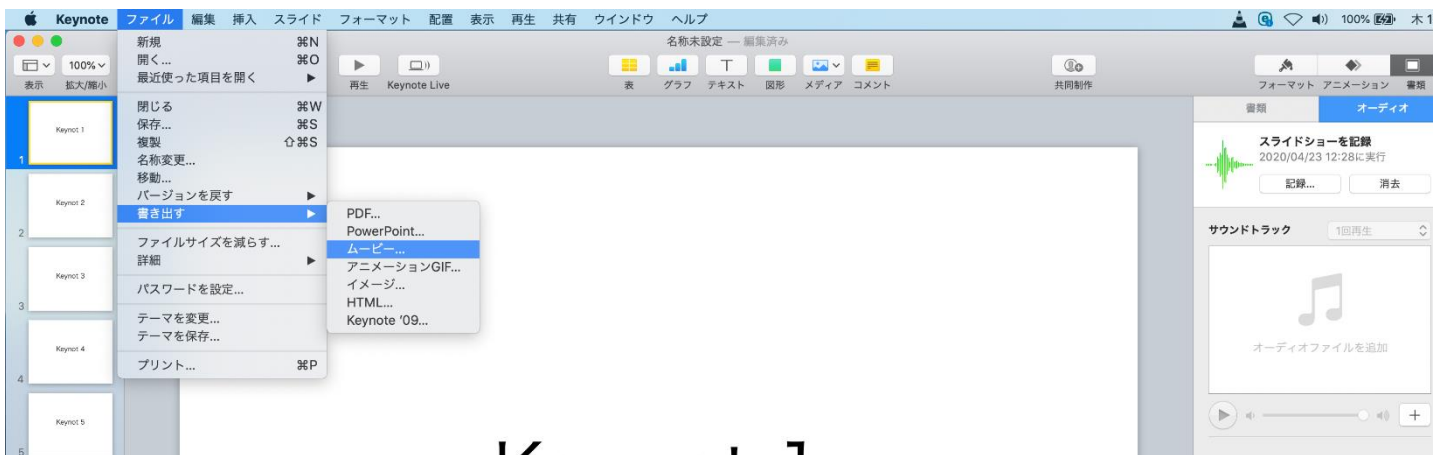 Keynote ファイル 編集 挿入 スライド フォーマット 配置 表示 再生 共有 ウインドウ ヘルプ 100% 木 1
名称未設定 — 編集済み
100%
表示 拡大/縮小 再生 Keynote Live 表 グラフ テキスト 図形 メディア コメント 共同制作 フォーマット アニメーション 書類
新規 ⌘N
開く... ⌘O
最近使った項目を開く ▶
閉じる ⌘W
保存... ⌘S
複製 ⇧⌘S
名称変更...
移動...
バージョンを戻す ▶
書き出す ▶
ファイルサイズを減らす...
詳細 ▶
パスワードを設定...
テーマを変更...
テーマを保存...
プリント... ⌘P
PDF...
PowerPoint...
ムービー...
アニメーションGIF...
イメージ...
HTML...
Keynote '09...
Keynot 1
1
Keynot 2
2
Keynot 3
3
Keynot 4
4
Keynot 5
5
書類 オーディオ
スライドショーを記録
2020/04/23 12:28に実行
記録... 消去
サウンドトラック 1回再生
オーディオファイルを追加